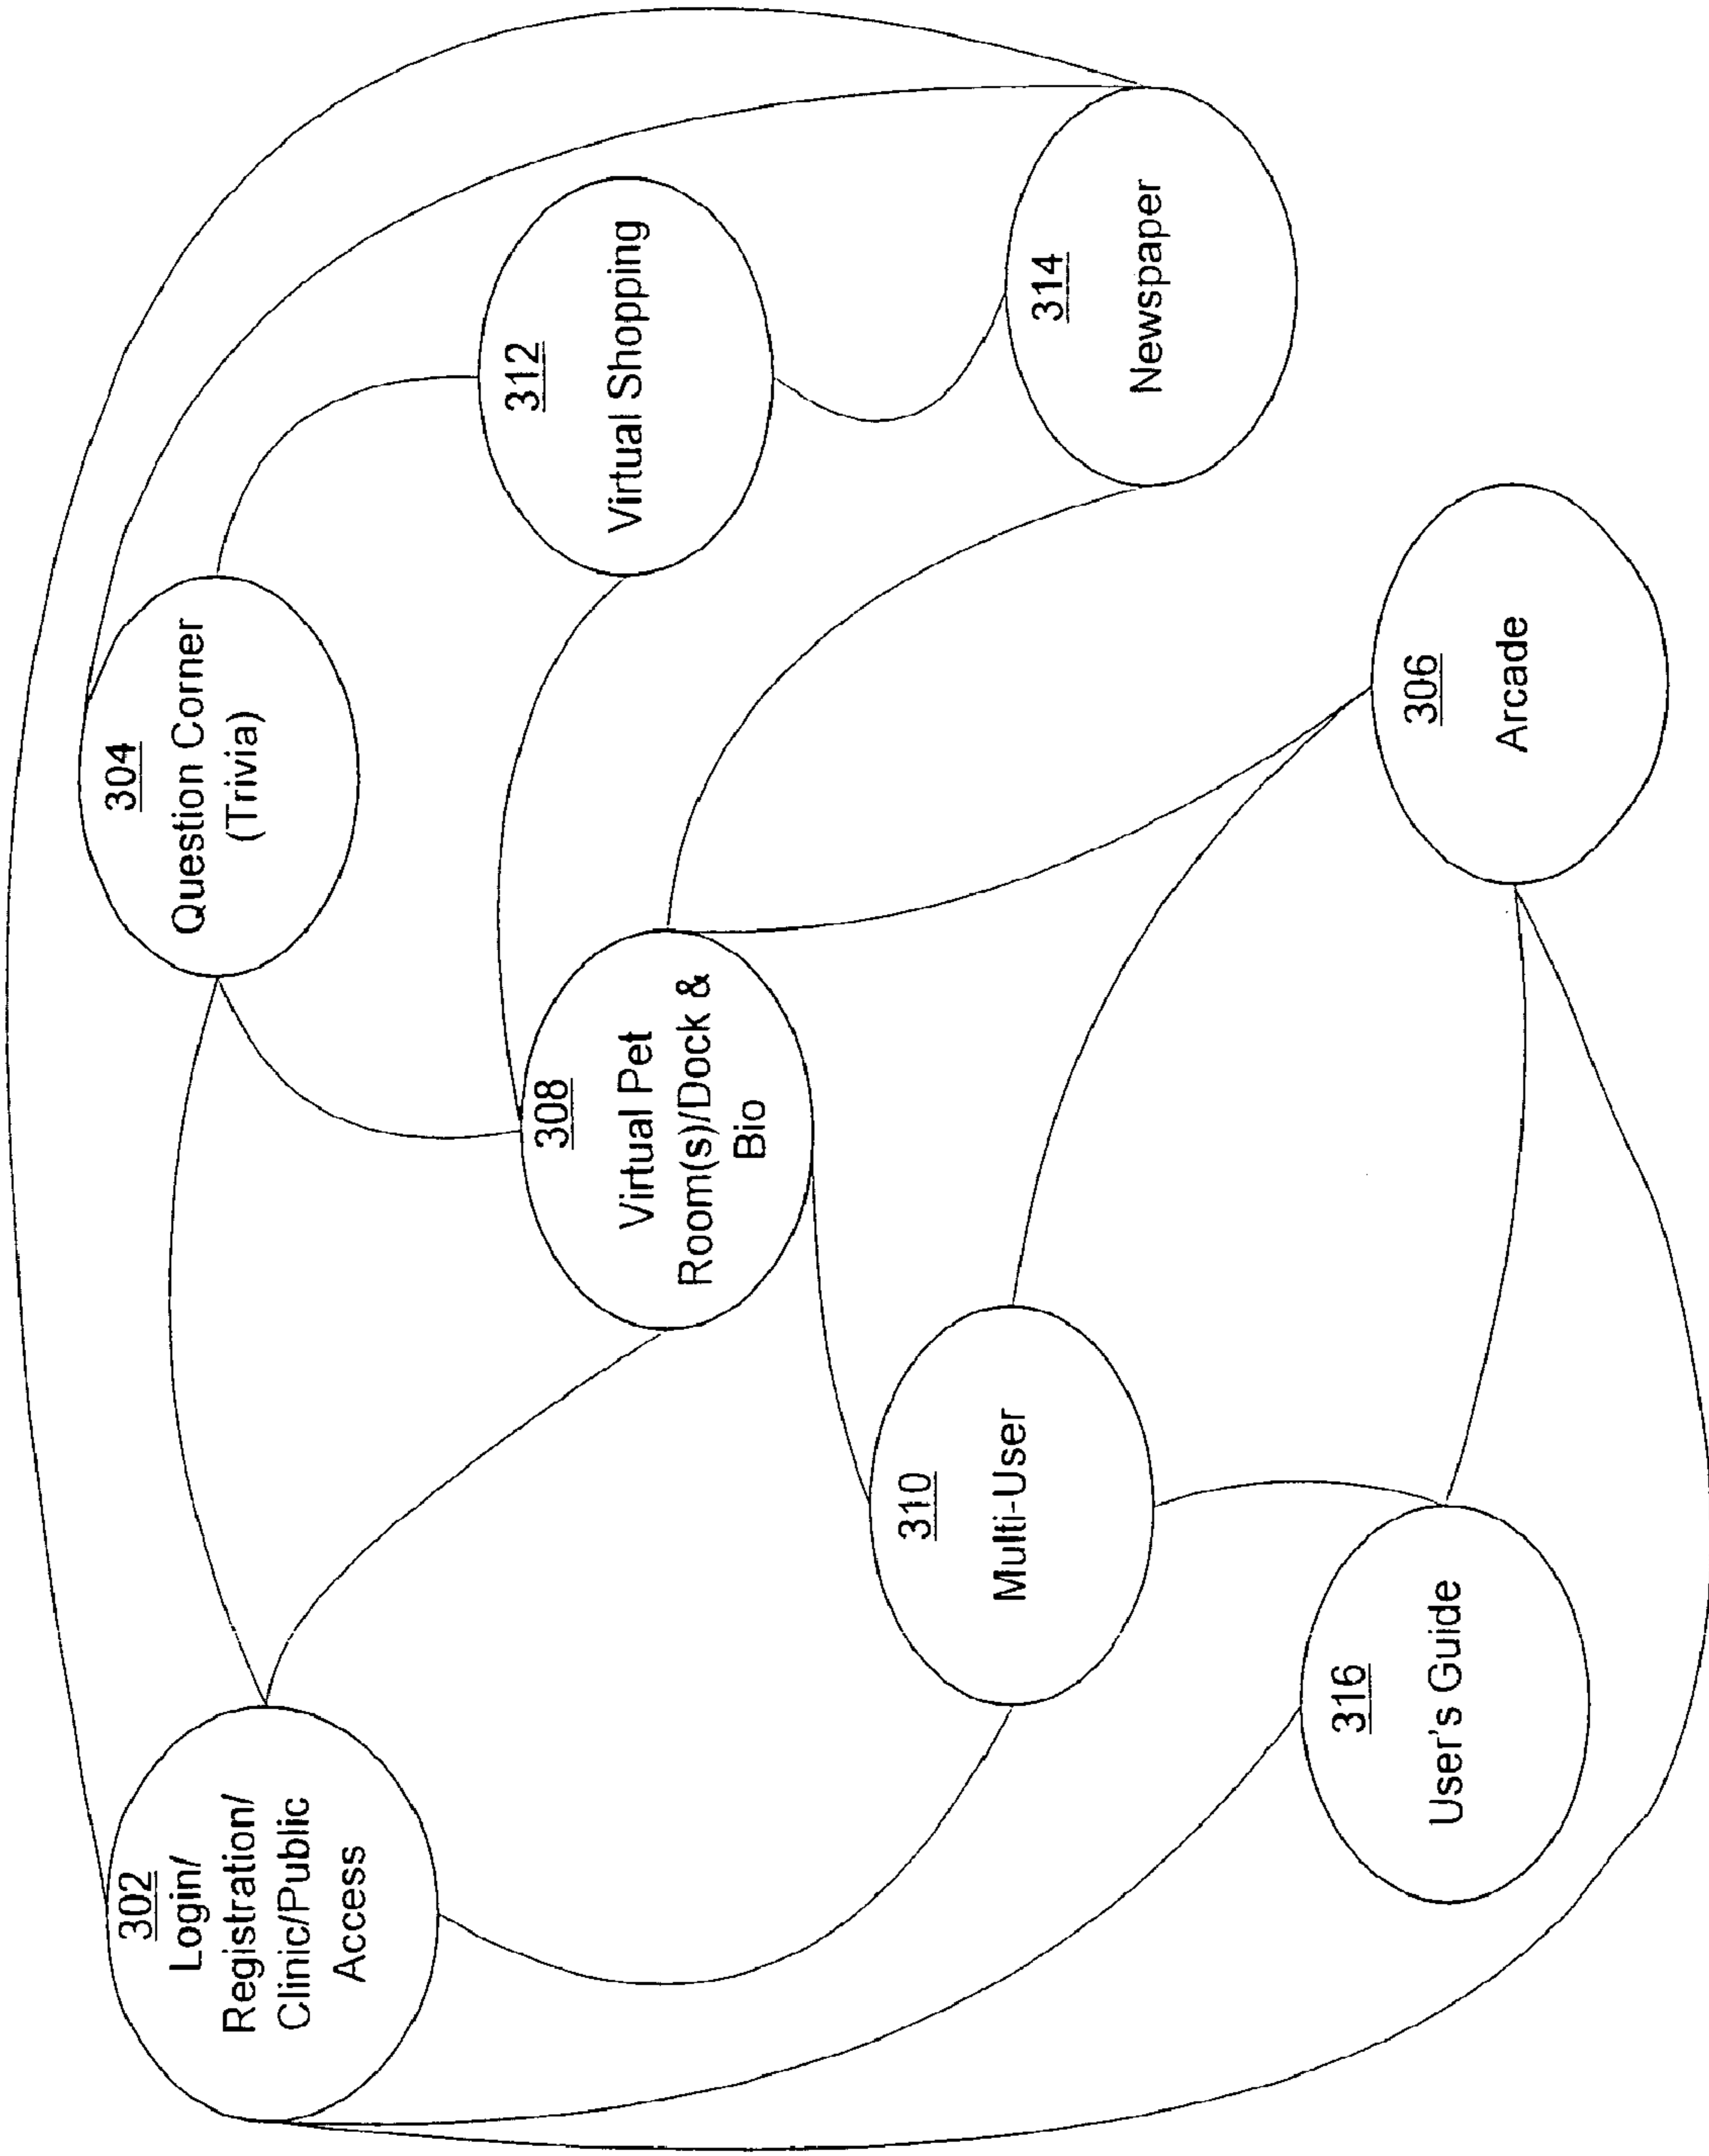 302
Login/
Registration/
Clinic/Public
Access
304
Question Corner
(Trivia)
308
Virtual Pet
Room(s)/Dock &
Bio
312
Virtual Shopping
310
Multi-User
314
Newspaper
316
User's Guide
306
Arcade